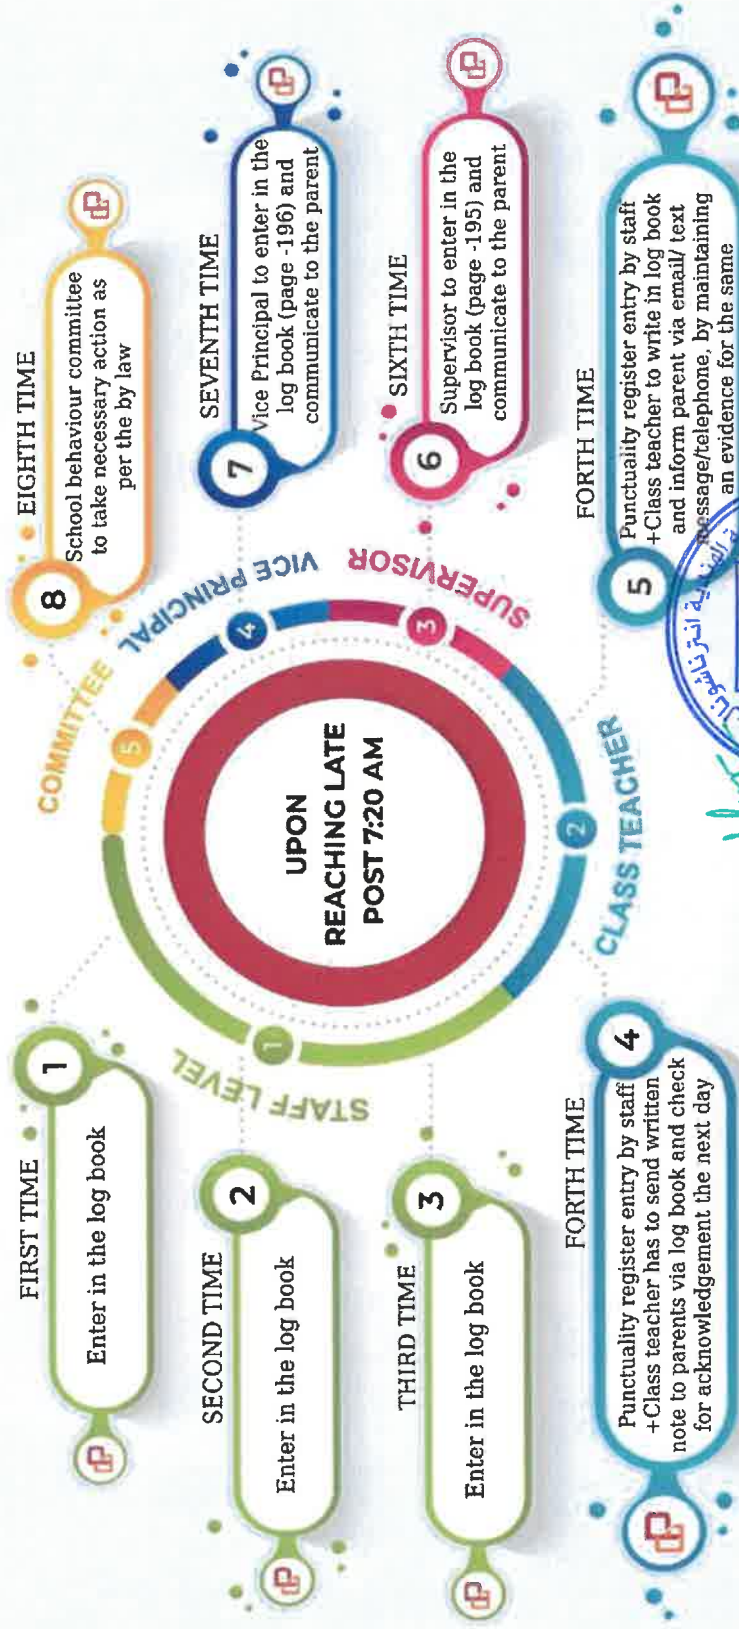 UPON
REACHING LATE
POST 7:20 AM
STAFF LEVEL
1
CLASS TEACHER
2
SUPERVISOR
3
VICE PRINCIPAL
4
COMMITTEE
5
FIRST TIME
1
Enter in the log book
SECOND TIME
2
Enter in the log book
THIRD TIME
3
Enter in the log book
FORTH TIME
4
Punctuality register entry by staff
+Class teacher has to send written
note to parents via log book and check
for acknowledgement the next day
FORTH TIME
5
Punctuality register entry by staff
+Class teacher to write in log book
and inform parent via email/ text
message/telephone, by maintaining
an evidence for the same
SIXTH TIME
6
Supervisor to enter in the
log book (page -195) and
communicate to the parent
SEVENTH TIME
7
Vice Principal to enter in the
log book (page -196) and
communicate to the parent
EIGHTH TIME
8
School behaviour committee
to take necessary action as
per the by law
الهندية انترناشونال